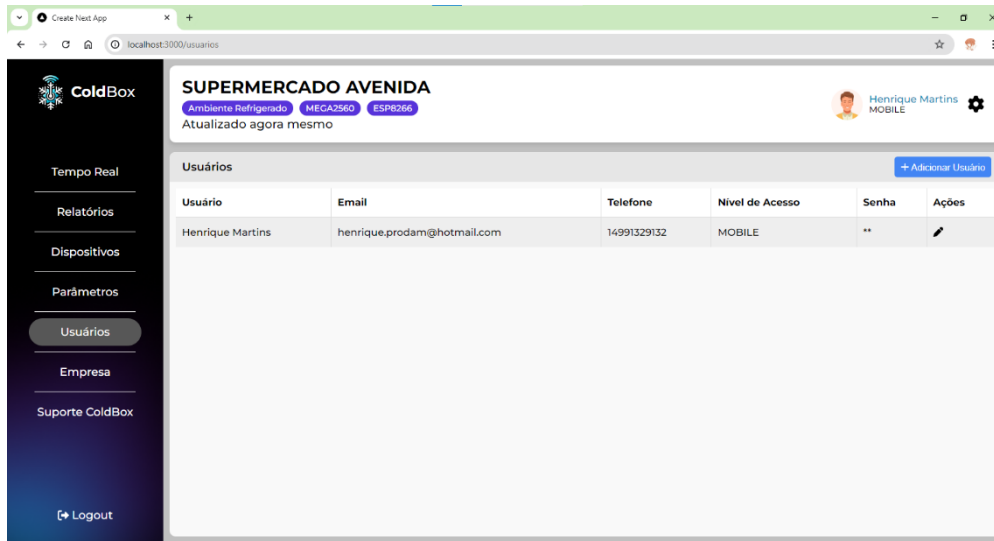 Create Next App
localhost:3000/usuarios
ColdBox
SUPERMERCADO AVENIDA
Ambiente Refrigerado MEGA2560 ESP8266
Atualizado agora mesmo
Henrique Martins
MOBILE
Tempo Real
Relatórios
Dispositivos
Parâmetros
Usuários
Empresa
Suporte ColdBox
Logout
Usuários
+ Adicionar Usuário
Usuário Email Telefone Nível de Acesso Senha Ações
Henrique Martins henrique.prodam@hotmail.com 14991329132 MOBILE **